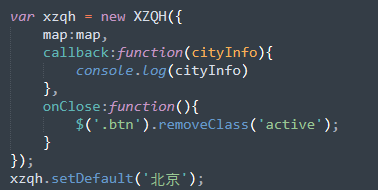 var xzqh = new XZQH({
    map:map,
    callback:function(cityInfo){
        console.log(cityInfo)
    },
    onClose:function(){
        $('.btn').removeClass('active');
    }
});
xzqh.setDefault('北京');